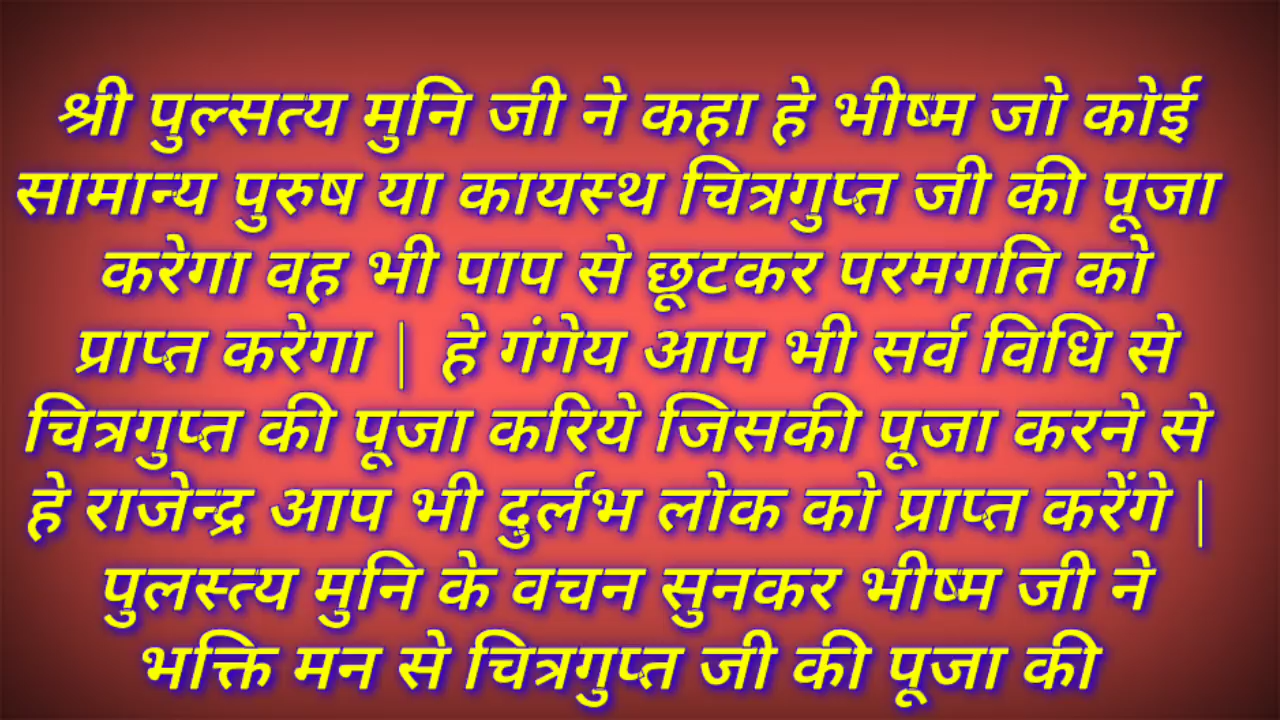 श्री पुल्सत्य मुनि जी ने कहा हे भीष्म जो कोई
सामान्य पुरुष या कायस्थ चित्रगुप्त जी की पूजा
करेगा वह भी पाप से छूटकर परमगति को
प्राप्त करेगा | हे गंगेय आप भी सर्व विधि से
चित्रगुप्त की पूजा करिये जिसकी पूजा करने से
हे राजेन्द्र आप भी दुर्लभ लोक को प्राप्त करेंगे |
पुलस्त्य मुनि के वचन सुनकर भीष्म जी ने
भक्ति मन से चित्रगुप्त जी की पूजा की